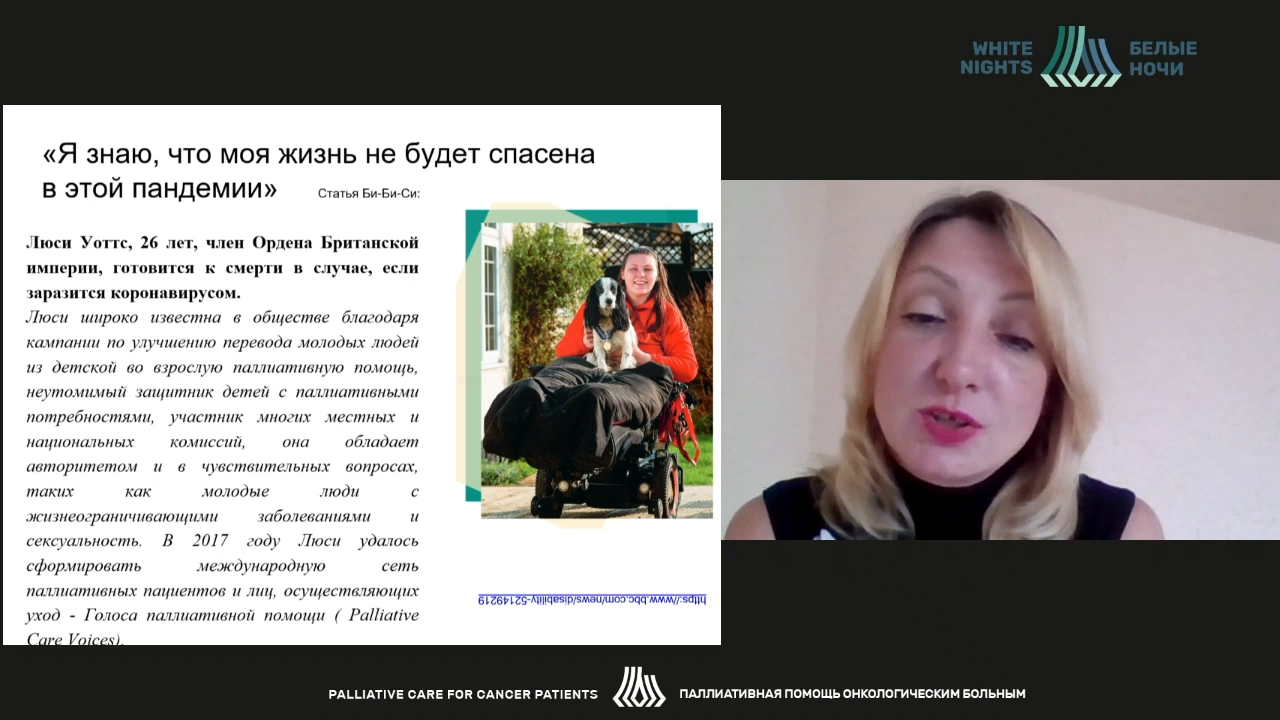 WHITE
NIGHTS
БЕЛЫЕ
НОЧИ
«Я знаю, что моя жизнь не будет спасена
в этой пандемии»
Статья Би-Би-Си:
Люси Уоттс, 26 лет, член Ордена Британской
империи, готовится к смерти в случае, если
заразится коронавирусом.
Люси широко известна в обществе благодаря
кампании по улучшению перевода молодых людей
из детской во взрослую паллиативную помощь,
неутомимый защитник детей с паллиативными
потребностями, участник многих местных и
национальных комиссий, она обладает
авторитетом и в чувствительных вопросах,
таких как молодые люди с
жизнеограничивающими заболеваниями и
сексуальность. В 2017 году Люси удалось
сформировать международную сеть
паллиативных пациентов и лиц, осуществляющих
уход - Голоса паллиативной помощи ( Palliative
Care Voices).
https://www.bbc.com/news/disability-52149219
PALLIATIVE CARE FOR CANCER PATIENTS
ПАЛЛИАТИВНАЯ ПОМОЩЬ ОНКОЛОГИЧЕСКИМ БОЛЬНЫМ